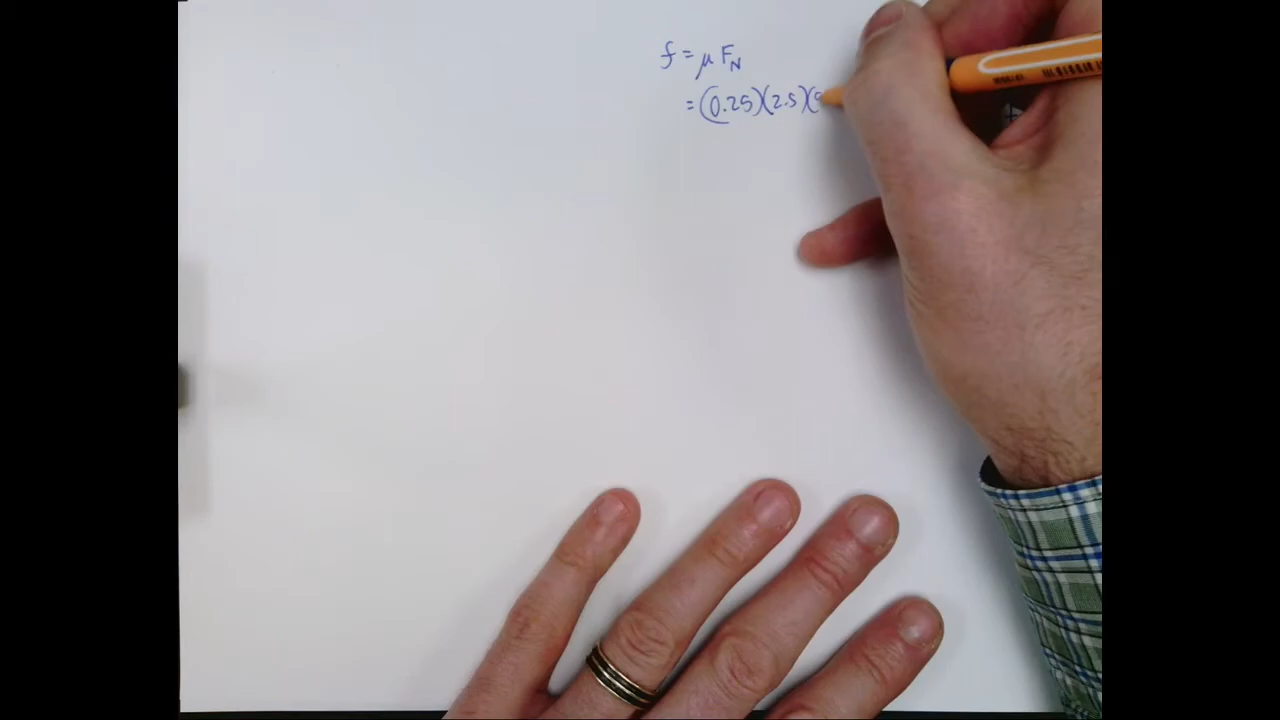 f = μ F_N
= (0.25)(2.5)(